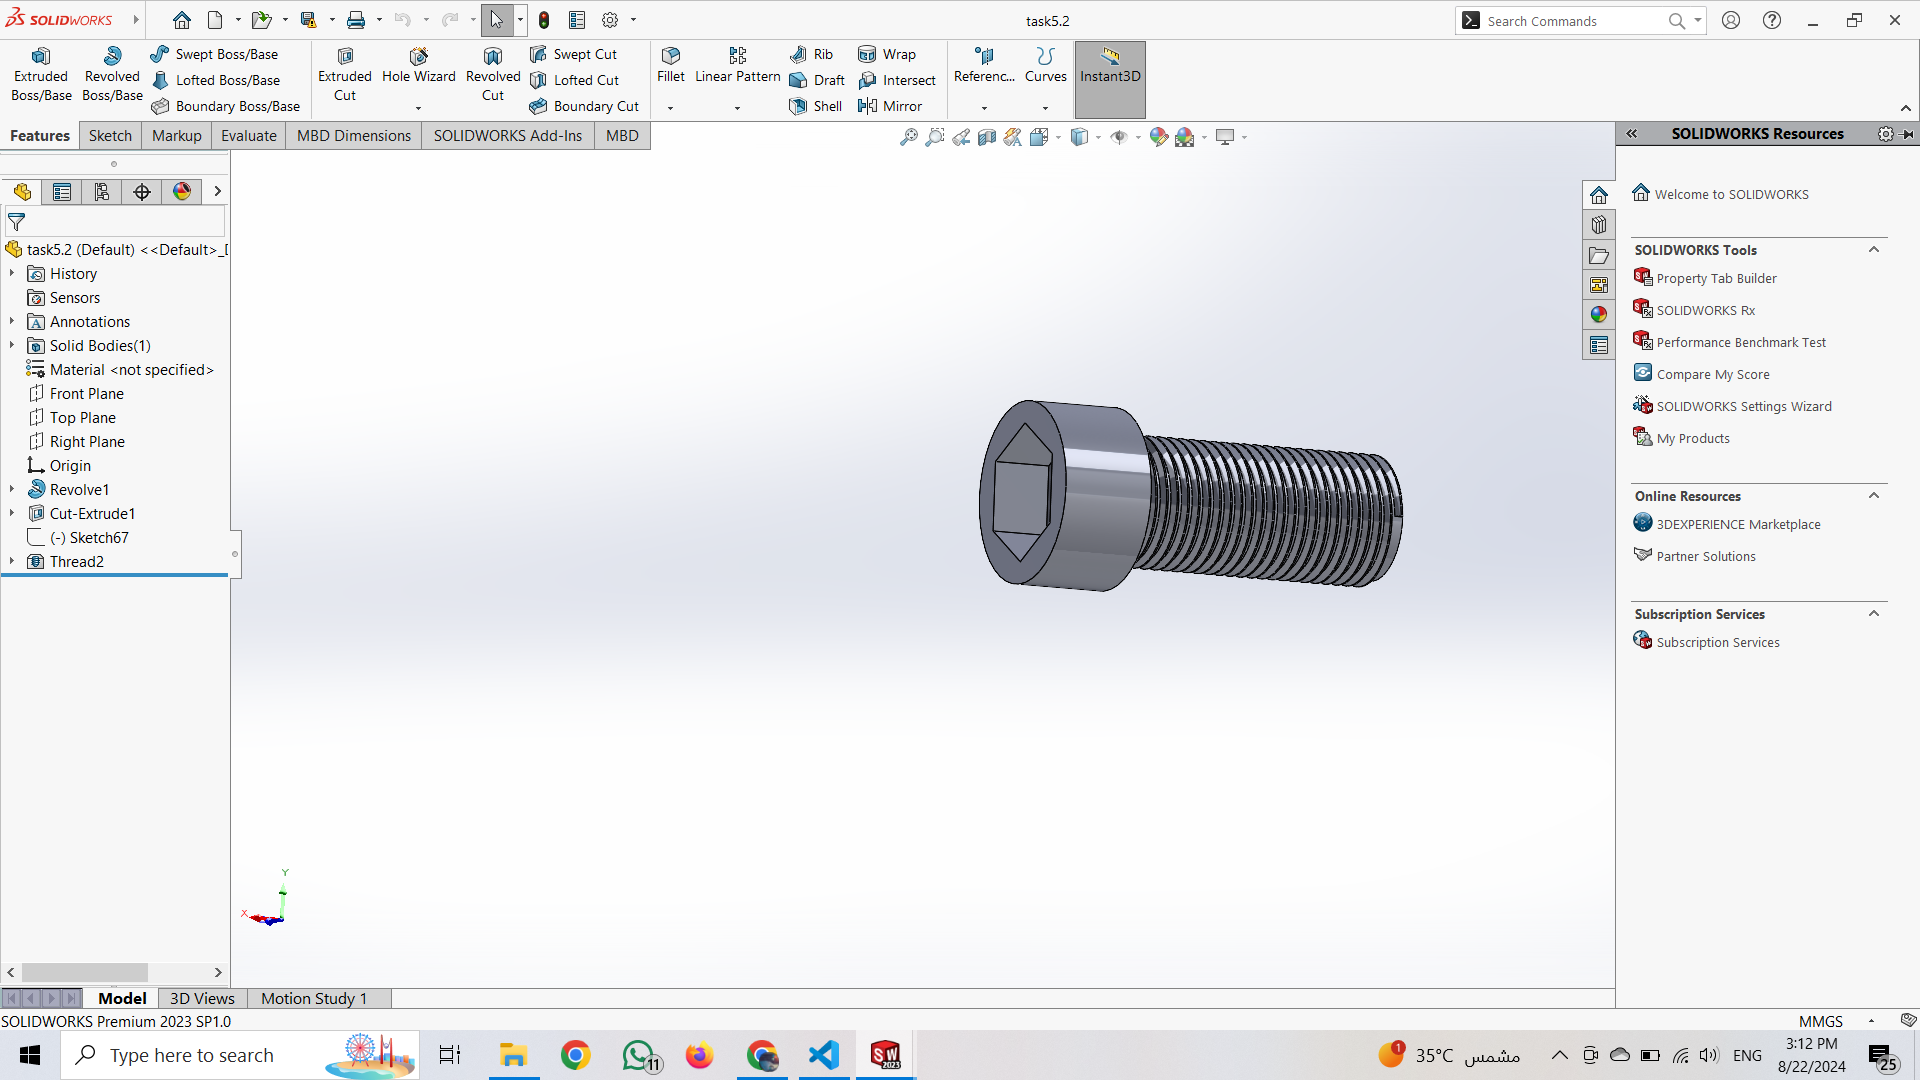 SOLIDWORKS
task5.2
Search Commands
Extruded Boss/Base
Revolved Boss/Base
Swept Boss/Base
Lofted Boss/Base
Boundary Boss/Base
Extruded Cut
Hole Wizard
Revolved Cut
Swept Cut
Lofted Cut
Boundary Cut
Fillet
Linear Pattern
Rib
Draft
Shell
Wrap
Intersect
Mirror
Referenc...
Curves
Instant3D
Features
Sketch
Markup
Evaluate
MBD Dimensions
SOLIDWORKS Add-Ins
MBD
task5.2 (Default) <<Default>_D
History
Sensors
Annotations
Solid Bodies(1)
Material <not specified>
Front Plane
Top Plane
Right Plane
Origin
Revolve1
Cut-Extrude1
(-) Sketch67
Thread2
Y
X
SOLIDWORKS Resources
Welcome to SOLIDWORKS
SOLIDWORKS Tools
Property Tab Builder
SOLIDWORKS Rx
Performance Benchmark Test
Compare My Score
SOLIDWORKS Settings Wizard
My Products
Online Resources
3DEXPERIENCE Marketplace
Partner Solutions
Subscription Services
Subscription Services
Model
3D Views
Motion Study 1
SOLIDWORKS Premium 2023 SP1.0
MMGS
Type here to search
11
SW
2023
1
35°C
مشمس
ENG
3:12 PM
8/22/2024
25